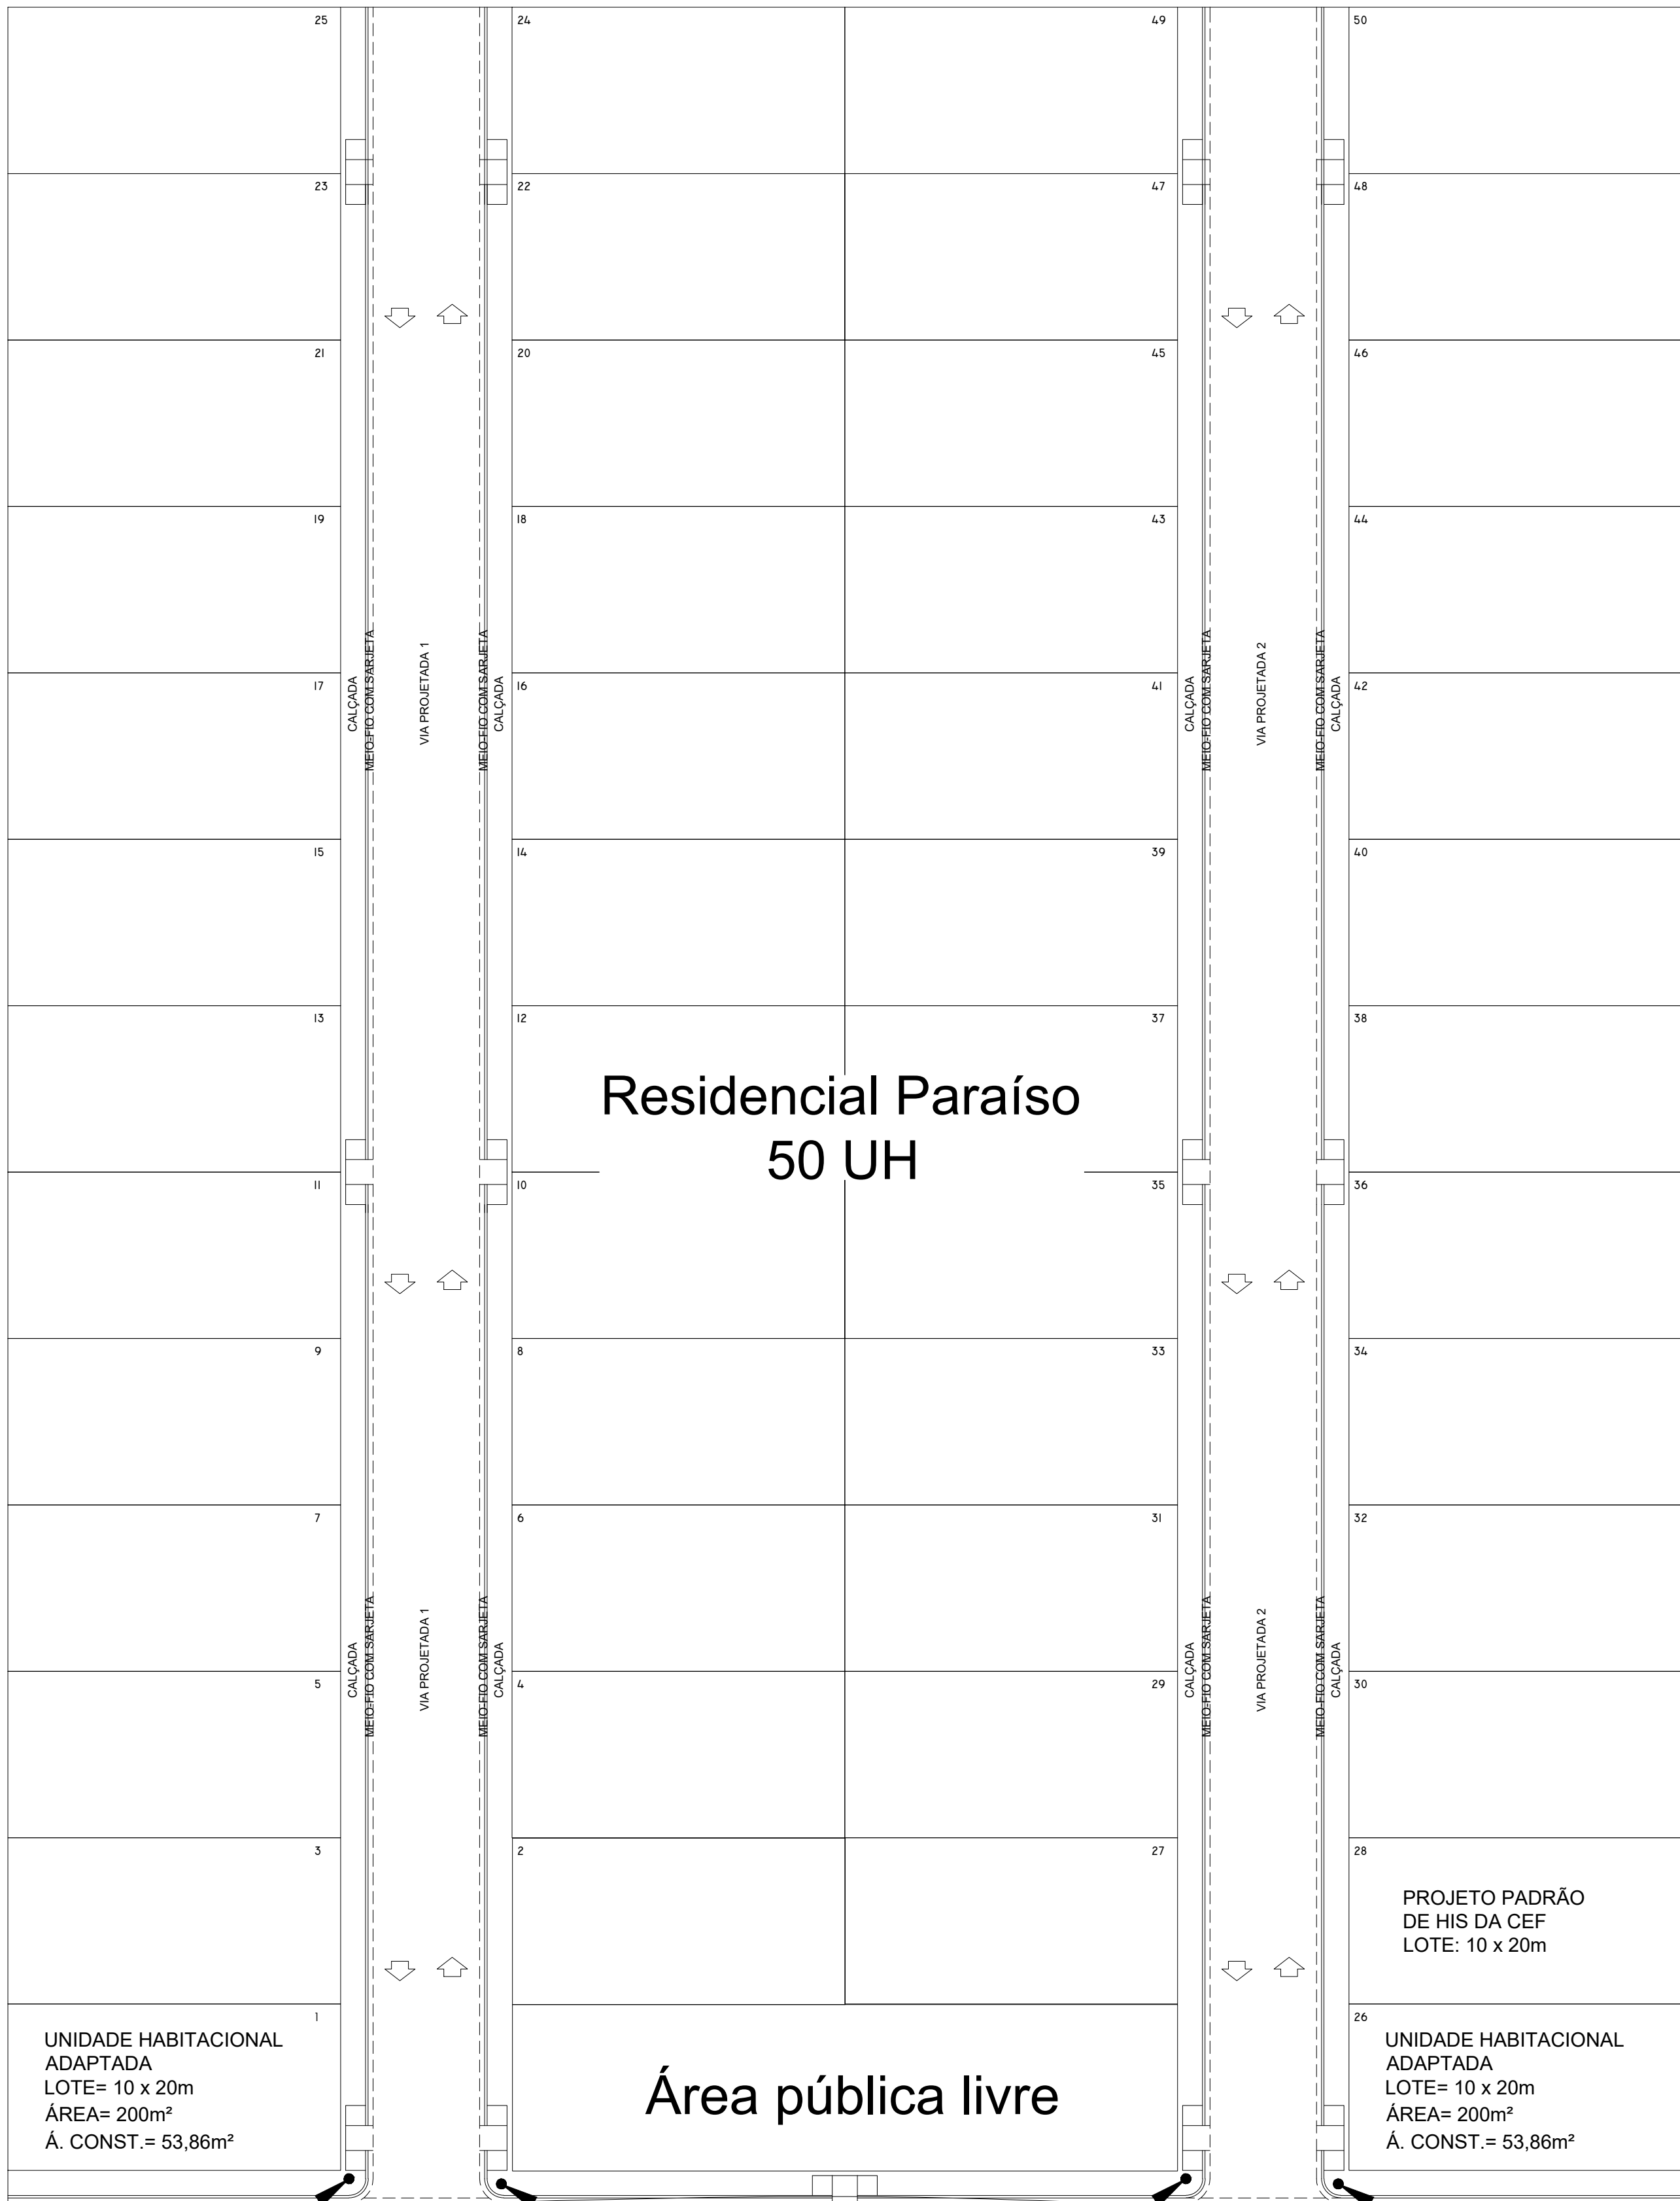 25
24
49
50
23
22
47
48
21
20
45
46
19
18
43
44
CALÇADA
MEIO-FIO COM SARJETA
VIA PROJETADA 1
MEIO-FIO COM SARJETA
CALÇADA
CALÇADA
MEIO-FIO COM SARJETA
VIA PROJETADA 2
MEIO-FIO COM SARJETA
CALÇADA
17
16
41
42
15
14
39
40
13
12
37
38
Residencial Paraíso
50 UH
11
10
35
36
9
8
33
34
7
6
31
32
CALÇADA
MEIO-FIO COM SARJETA
VIA PROJETADA 1
MEIO-FIO COM SARJETA
CALÇADA
CALÇADA
MEIO-FIO COM SARJETA
VIA PROJETADA 2
MEIO-FIO COM SARJETA
CALÇADA
5
4
29
30
3
2
27
28
PROJETO PADRÃO
DE HIS DA CEF
LOTE: 10 x 20m
1
UNIDADE HABITACIONAL
ADAPTADA
LOTE= 10 x 20m
ÁREA= 200m²
Á. CONST.= 53,86m²
Área pública livre
26
UNIDADE HABITACIONAL
ADAPTADA
LOTE= 10 x 20m
ÁREA= 200m²
Á. CONST.= 53,86m²